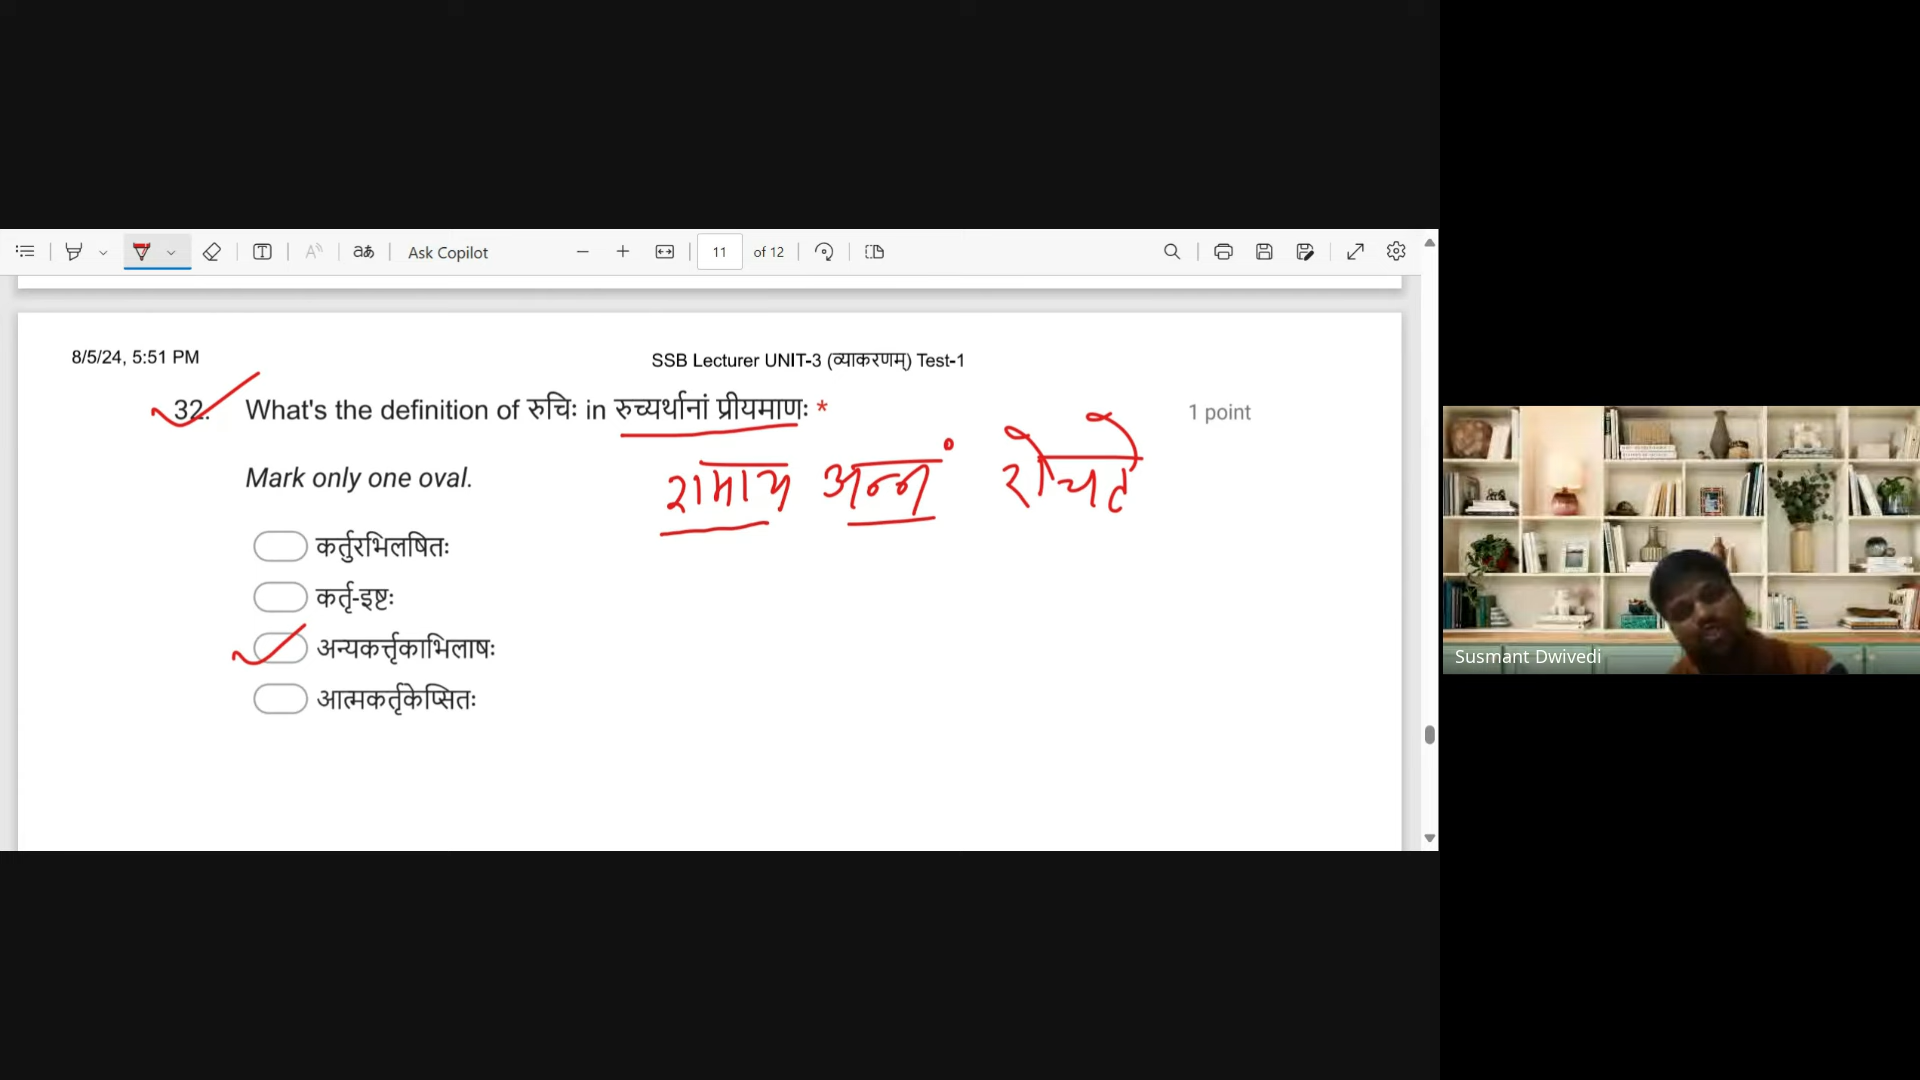 Ask Copilot
11 of 12
8/5/24, 5:51 PM
SSB Lecturer UNIT-3 (व्याकरणम्) Test-1
32. What's the definition of रुचिः in रुच्यर्थानां प्रीयमाणः *
1 point
रामाय अन्नं रोचते
Mark only one oval.
कर्तुरभिलषितः
कर्तृ-इष्टः
अन्यकर्त्तृकाभिलाषः
आत्मकर्तृकेप्सितः
Susmant Dwivedi